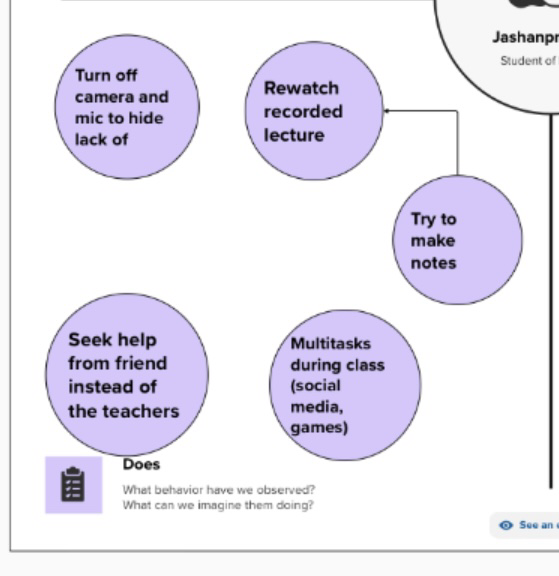 Jashanpr
Student of
Turn off
camera and
mic to hide
lack of
Rewatch
recorded
lecture
Try to
make
notes
Seek help
from friend
instead of
the teachers
Multitasks
during class
(social
media,
games)
Does
What behavior have we observed?
What can we imagine them doing?
See an